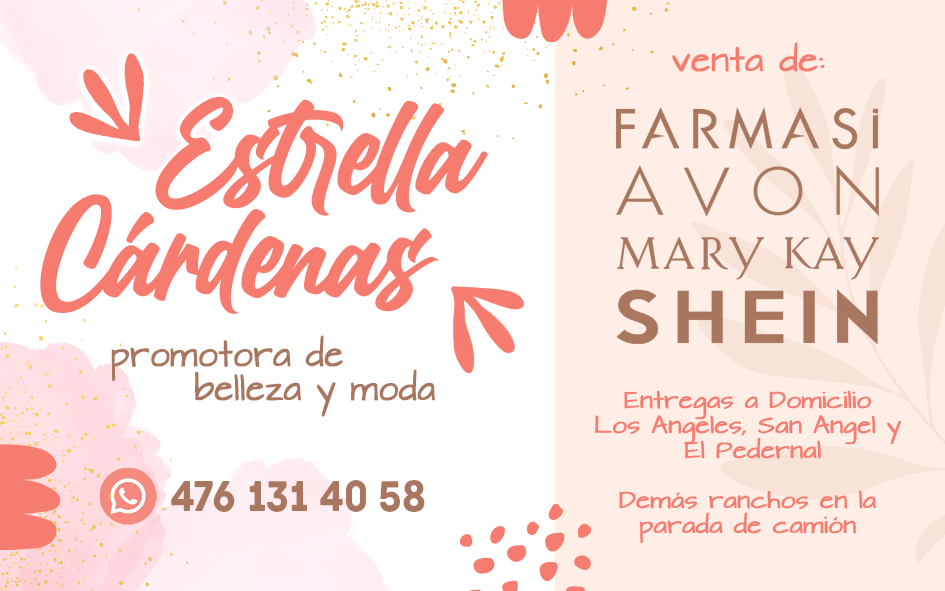 Estrella
Cárdenas
promotora de
belleza y moda
476 131 40 58
venta de:
FARMASi
AVON
MARY KAY
SHEIN
Entregas a Domicilio
Los Angeles, San Angel y
El Pedernal
Demás ranchos en la
parada de camión